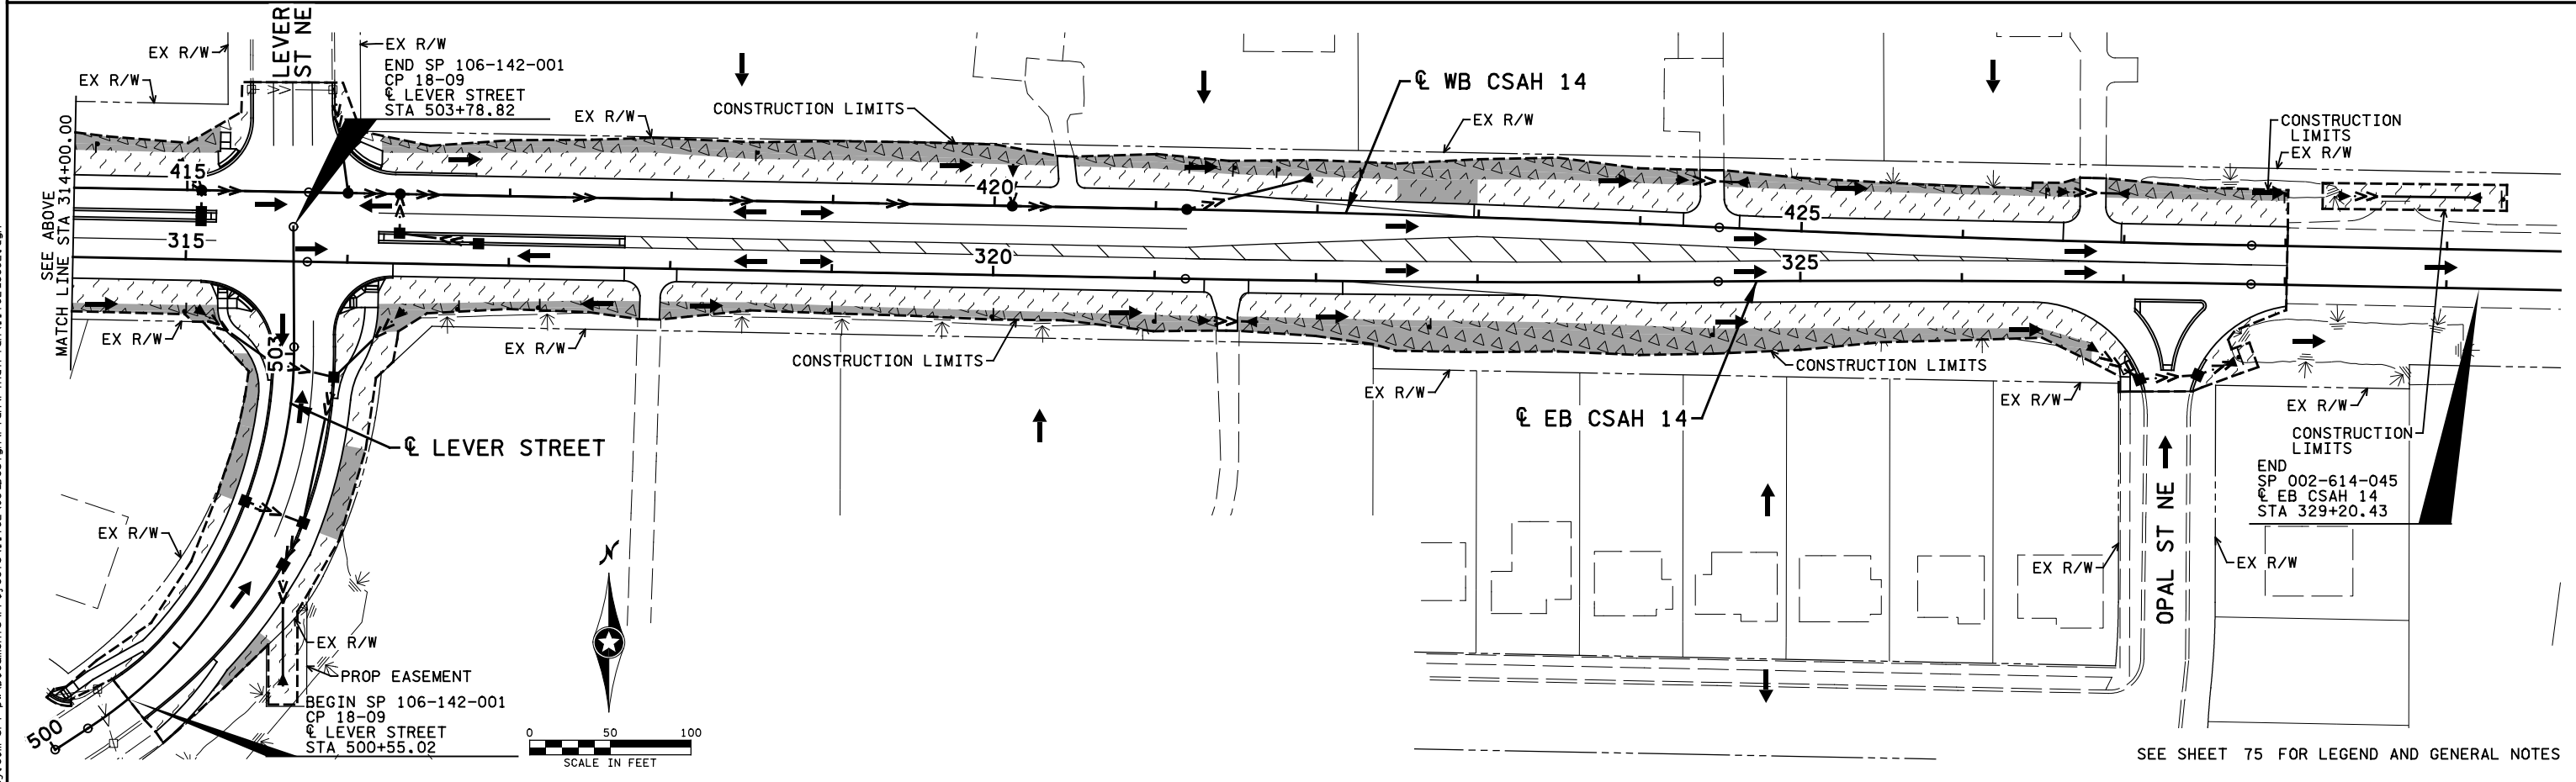 LEVER
ST NE
EX R/W
EX R/W
EX R/W
END SP 106-142-001
CP 18-09
℄ LEVER STREET
STA 503+78.82
EX R/W
CONSTRUCTION LIMITS
℄ WB CSAH 14
EX R/W
CONSTRUCTION
LIMITS
EX R/W
SEE ABOVE
MATCH LINE STA 314+00.00
415
420
425
315
320
325
EX R/W
503
EX R/W
CONSTRUCTION LIMITS
CONSTRUCTION LIMITS
EX R/W
EX R/W
EX R/W
℄ EB CSAH 14
℄ LEVER STREET
CONSTRUCTION
LIMITS
END
SP 002-614-045
℄ EB CSAH 14
STA 329+20.43
EX R/W
OPAL ST NE
EX R/W
EX R/W
N
EX R/W
PROP EASEMENT
BEGIN SP 106-142-001
CP 18-09
℄ LEVER STREET
STA 500+55.02
500
0 50 100
SCALE IN FEET
SEE SHEET 75 FOR LEGEND AND GENERAL NOTES